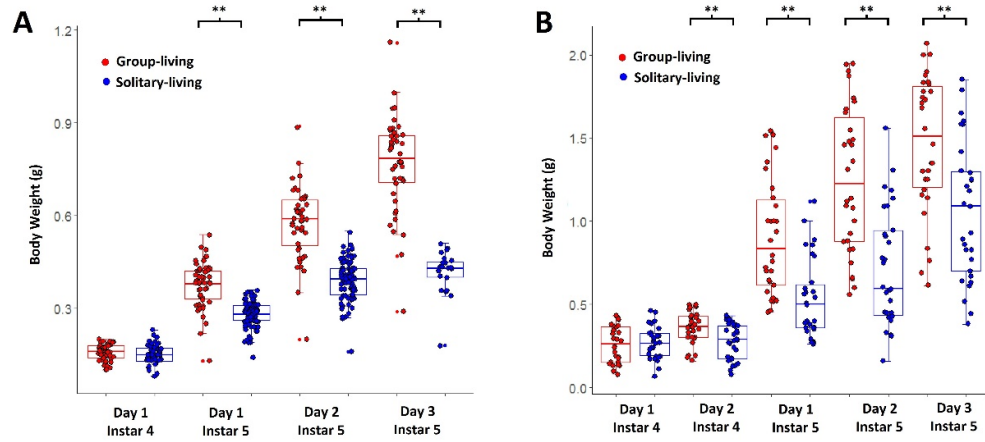 A
** ** **
1.2
Group-living
Solitary-living
0.9
0.6
0.3
Body Weight (g)
Day 1 Day 1 Day 2 Day 3
Instar 4 Instar 5 Instar 5 Instar 5
B
** ** ** **
2.0
Group-living
Solitary-living
1.5
1.0
0.5
0.0
Body Weight (g)
Day 1 Day 2 Day 1 Day 2 Day 3
Instar 4 Instar 4 Instar 5 Instar 5 Instar 5